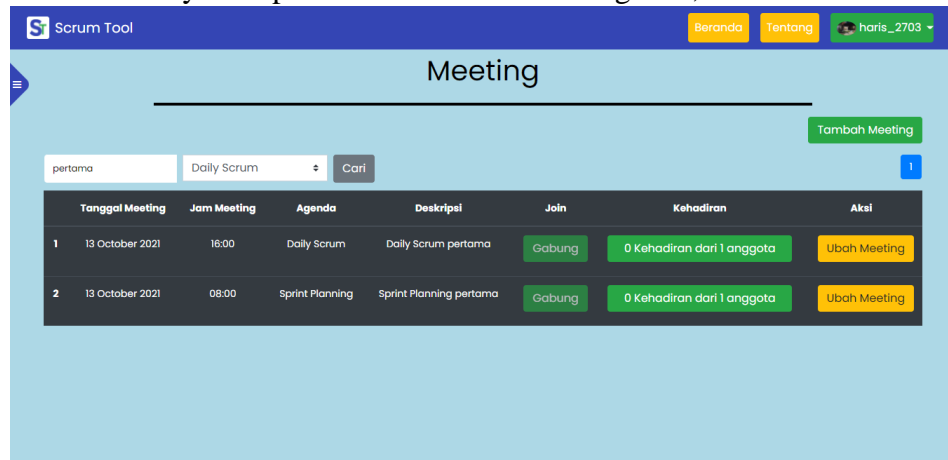 Scrum Tool Beranda Tentang haris_2703
Meeting
Tambah Meeting
pertama Daily Scrum Cari 1
Tanggal Meeting Jam Meeting Agenda Deskripsi Join Kehadiran Aksi
1 13 October 2021 16:00 Daily Scrum Daily Scrum pertama Gabung 0 Kehadiran dari 1 anggota Ubah Meeting
2 13 October 2021 08:00 Sprint Planning Sprint Planning pertama Gabung 0 Kehadiran dari 1 anggota Ubah Meeting